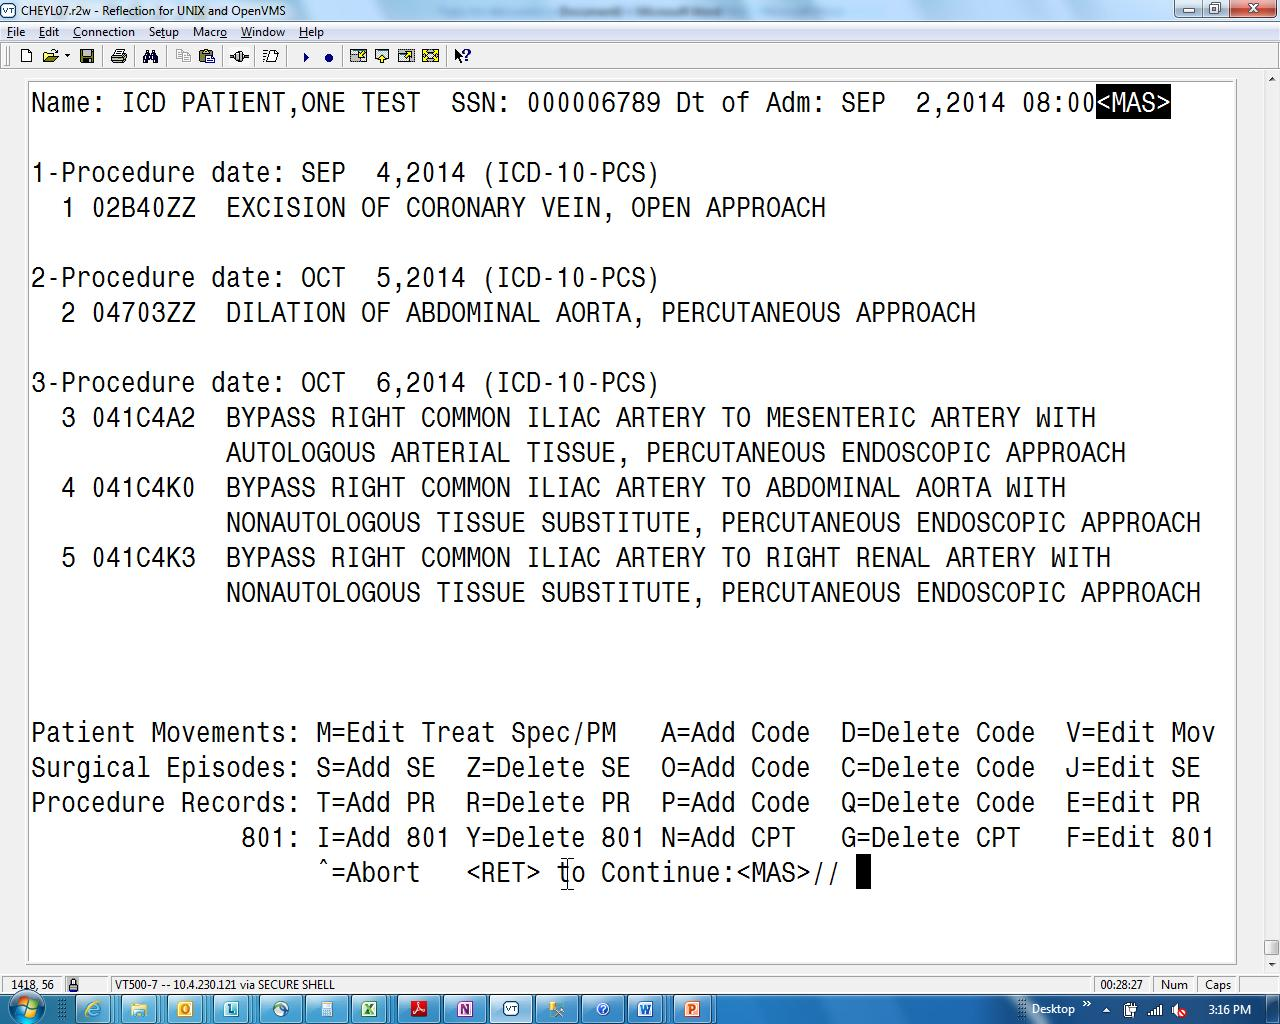 CHEYL07.r2w - Reflection for UNIX and OpenVMS
File Edit Connection Setup Macro Window Help
Name: ICD PATIENT,ONE TEST SSN: 000006789 Dt of Adm: SEP 2,2014 08:00<MAS>
1-Procedure date: SEP 4,2014 (ICD-10-PCS)
1 02B40ZZ EXCISION OF CORONARY VEIN, OPEN APPROACH
2-Procedure date: OCT 5,2014 (ICD-10-PCS)
2 04703ZZ DILATION OF ABDOMINAL AORTA, PERCUTANEOUS APPROACH
3-Procedure date: OCT 6,2014 (ICD-10-PCS)
3 041C4A2 BYPASS RIGHT COMMON ILIAC ARTERY TO MESENTERIC ARTERY WITH
AUTOLOGOUS ARTERIAL TISSUE, PERCUTANEOUS ENDOSCOPIC APPROACH
4 041C4K0 BYPASS RIGHT COMMON ILIAC ARTERY TO ABDOMINAL AORTA WITH
NONAUTOLOGOUS TISSUE SUBSTITUTE, PERCUTANEOUS ENDOSCOPIC APPROACH
5 041C4K3 BYPASS RIGHT COMMON ILIAC ARTERY TO RIGHT RENAL ARTERY WITH
NONAUTOLOGOUS TISSUE SUBSTITUTE, PERCUTANEOUS ENDOSCOPIC APPROACH
Patient Movements: M=Edit Treat Spec/PM A=Add Code D=Delete Code V=Edit Mov
Surgical Episodes: S=Add SE Z=Delete SE O=Add Code C=Delete Code J=Edit SE
Procedure Records: T=Add PR R=Delete PR P=Add Code Q=Delete Code E=Edit PR
801: I=Add 801 Y=Delete 801 N=Add CPT G=Delete CPT F=Edit 801
^=Abort <RET> to Continue:<MAS>//
1418, 56 VT500-7 -- 10.4.230.121 via SECURE SHELL 00:28:27 Num Caps
Desktop 3:16 PM